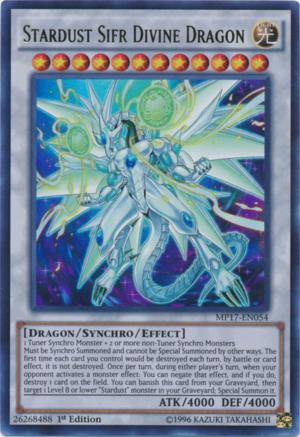 STARDUST SIFR DIVINE DRAGON
光
MP17-EN054
[DRAGON/SYNCHRO/EFFECT]
1 Tuner Synchro Monster + 2 or more non-Tuner Synchro Monsters
Must be Synchro Summoned and cannot be Special Summoned by other ways. The
first time each card you control would be destroyed each turn, by battle or card
effect, it is not destroyed. Once per turn, during either player's turn, when your
opponent activates a monster effect: You can negate that effect, and if you do,
destroy 1 card on the field. You can banish this card from your Graveyard, then
target 1 Level 8 or lower "Stardust" monster in your Graveyard; Special Summon it.
ATK/4000 DEF/4000
26268488 1st Edition ©1996 KAZUKI TAKAHASHI